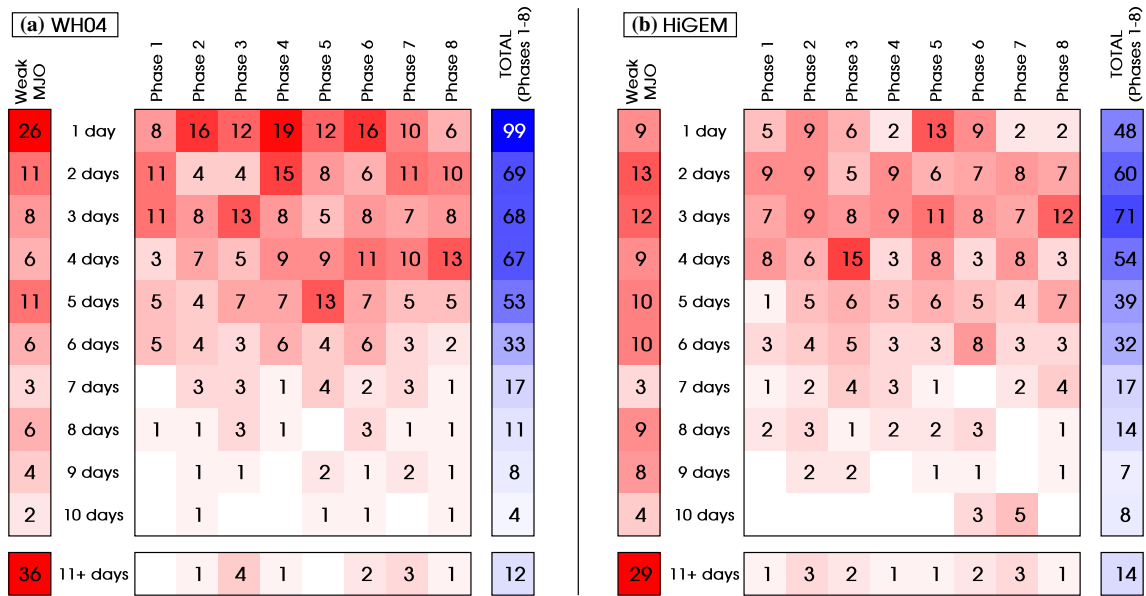 (a) WH04
Weak MJO Phase 1 Phase 2 Phase 3 Phase 4 Phase 5 Phase 6 Phase 7 Phase 8 TOTAL (Phases 1-8)
26 1 day 8 16 12 19 12 16 10 6 99
11 2 days 11 4 4 15 8 6 11 10 69
8 3 days 11 8 13 8 5 8 7 8 68
6 4 days 3 7 5 9 9 11 10 13 67
11 5 days 5 4 7 7 13 7 5 5 53
6 6 days 5 4 3 6 4 6 3 2 33
3 7 days 3 3 1 4 2 3 1 17
6 8 days 1 1 3 1 3 1 1 11
4 9 days 1 1 2 1 2 1 8
2 10 days 1 1 1 1 4
36 11+ days 1 4 1 2 3 1 12
(b) HiGEM
Weak MJO Phase 1 Phase 2 Phase 3 Phase 4 Phase 5 Phase 6 Phase 7 Phase 8 TOTAL (Phases 1-8)
9 1 day 5 9 6 2 13 9 2 2 48
13 2 days 9 9 5 9 6 7 8 7 60
12 3 days 7 9 8 9 11 8 7 12 71
9 4 days 8 6 15 3 8 3 8 3 54
10 5 days 1 5 6 5 6 5 4 7 39
10 6 days 3 4 5 3 3 8 3 3 32
3 7 days 1 2 4 3 1 2 4 17
9 8 days 2 3 1 2 2 3 1 14
8 9 days 2 2 1 1 1 7
4 10 days 3 5 8
29 11+ days 1 3 2 1 1 2 3 1 14